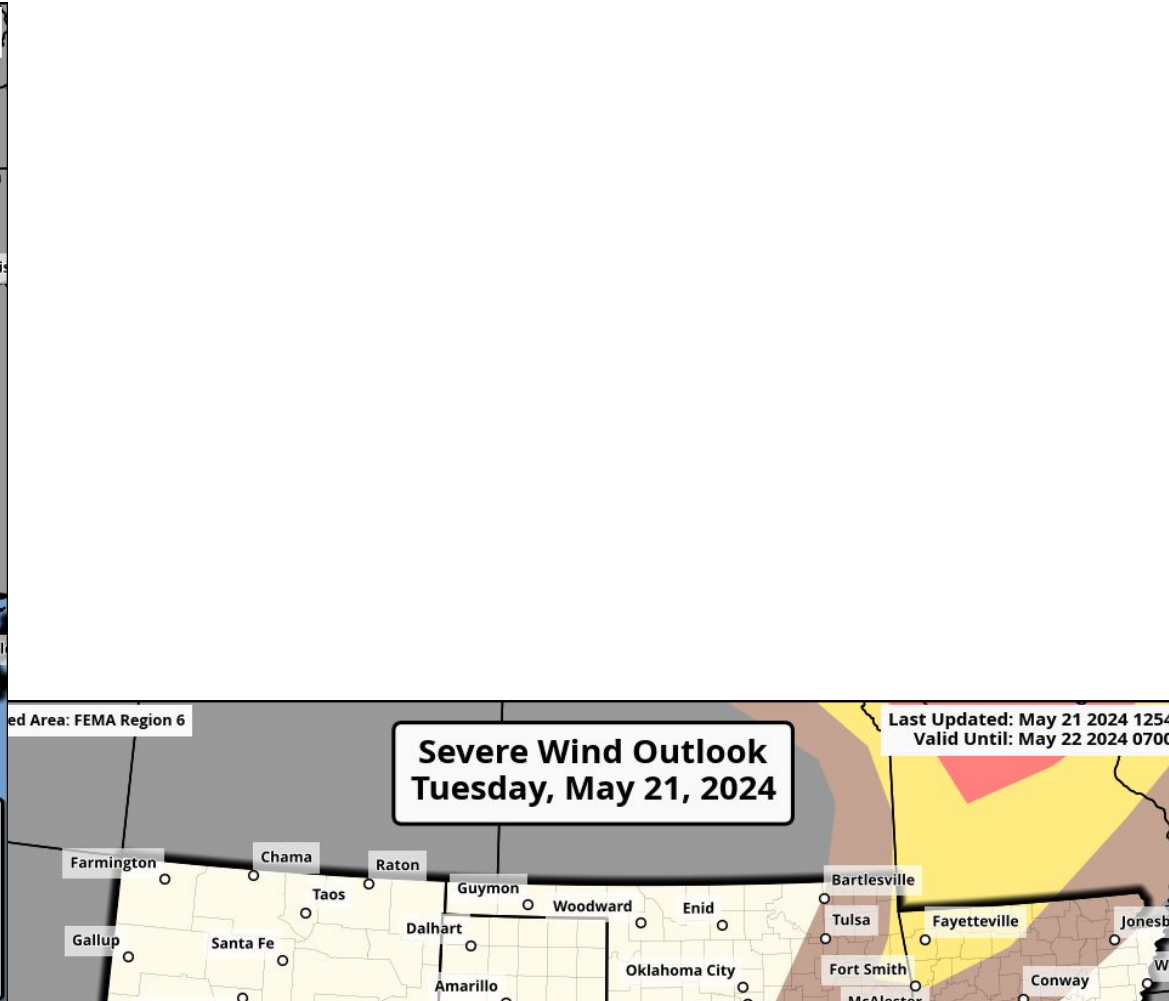 ed Area: FEMA Region 6
Severe Wind Outlook
Tuesday, May 21, 2024
Last Updated: May 21 2024 1254
Valid Until: May 22 2024 0700
Farmington
Chama
Raton
Taos
Guymon
Woodward
Enid
Bartlesville
Tulsa
Fayetteville
Jonesb
Gallup
Santa Fe
Dalhart
Oklahoma City
Fort Smith
Conway
Amarillo
McAlester